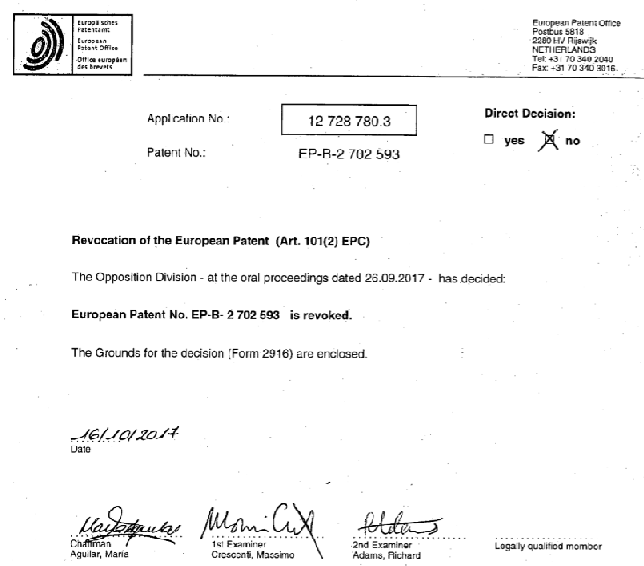 Europäisches
Patentamt
European
Patent Office
Office européen
des brevets
European Patent Office
Postbus 5818
2280 HV Rijswijk
NETHERLANDS
Tel: +31 70 340 2040
Fax: +31 70 340 3016
Application No.:
12 728 780.3
Direct Decision:
yes no
Patent No.:
EP-B-2 702 593
Revocation of the European Patent (Art. 101(2) EPC)
The Opposition Division - at the oral proceedings dated 26.09.2017 - has decided:
European Patent No. EP-B- 2 702 593 is revoked.
The Grounds for the decision (Form 2916) are enclosed.
16/10/2017
Date
Chairman
Aguilar, María
1st Examiner
Crescenti, Massimo
2nd Examiner
Adams, Richard
Legally qualified member